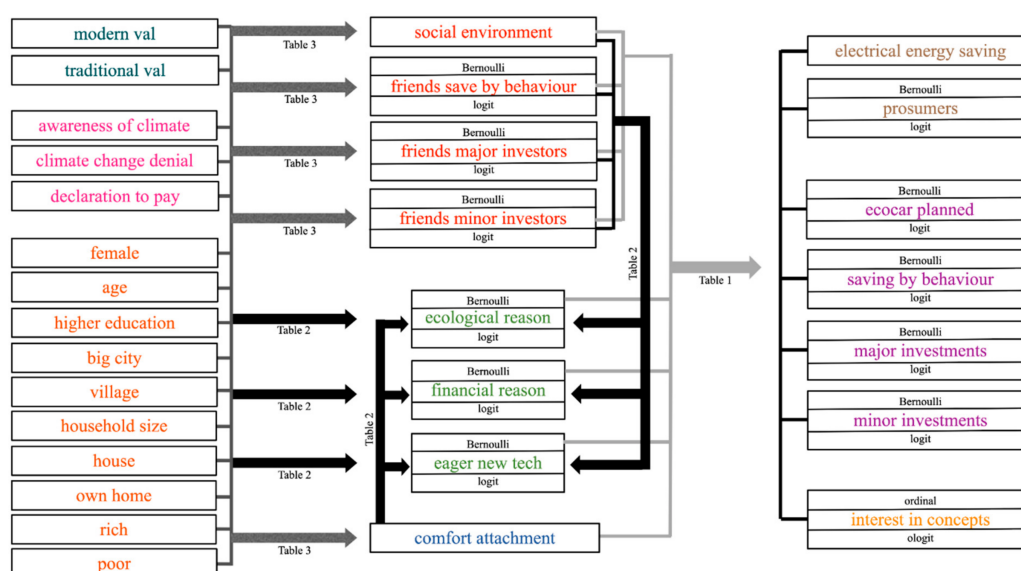 modern val
traditional val
awareness of climate
climate change denial
declaration to pay
female
age
higher education
big city
village
household size
house
own home
rich
poor
Table 3
Table 3
Table 3
Table 3
Table 2
Table 2
Table 2
Table 3
social environment
Bernoulli
friends save by behaviour
logit
Bernoulli
friends major investors
logit
Bernoulli
friends minor investors
logit
Table 2
Bernoulli
ecological reason
logit
Bernoulli
financial reason
logit
Bernoulli
eager new tech
logit
comfort attachment
Table 2
Table 1
electrical energy saving
Bernoulli
prosumers
logit
Bernoulli
ecocar planned
logit
Bernoulli
saving by behaviour
logit
Bernoulli
major investments
logit
Bernoulli
minor investments
logit
ordinal
interest in concepts
ologit